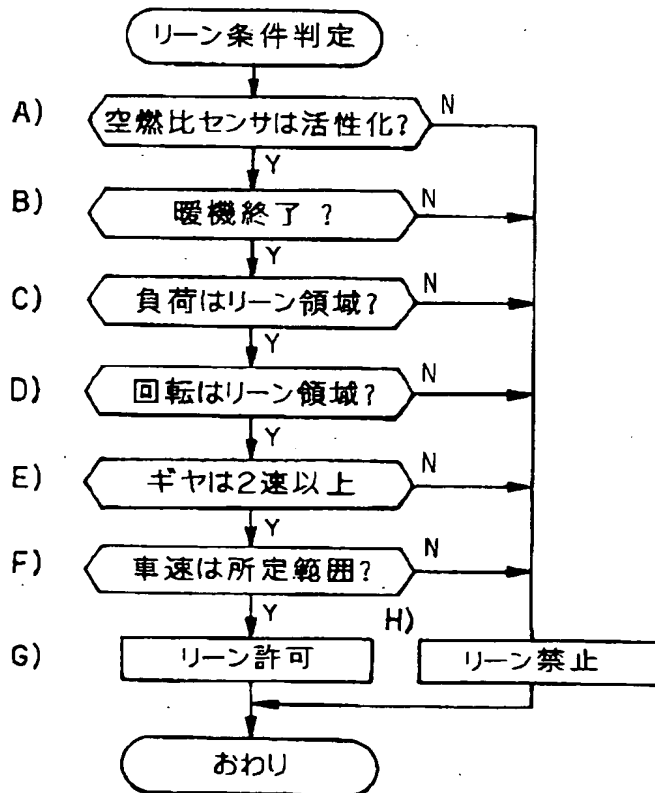 リーン条件判定
A) 空燃比センサは活性化? N
Y
B) 暖機終了 ? N
Y
C) 負荷はリーン領域? N
Y
D) 回転はリーン領域? N
Y
E) ギヤは2速以上 N
Y
F) 車速は所定範囲? N
Y
H)
G) リーン許可 リーン禁止
おわり